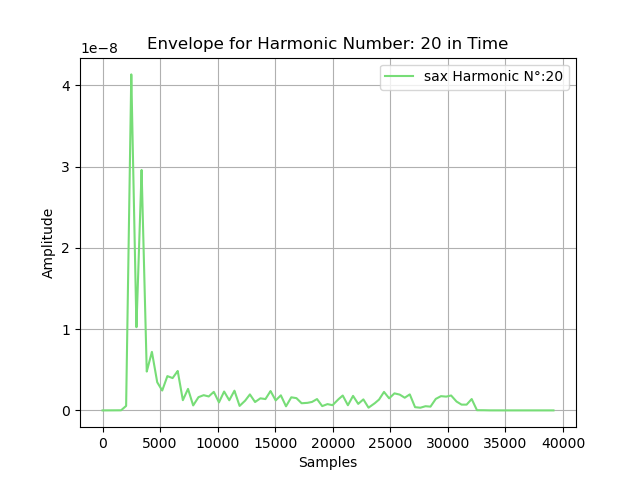 Envelope for Harmonic Number: 20 in Time
1e−8
sax Harmonic N°:20
4
3
2
1
0
Amplitude
0 5000 10000 15000 20000 25000 30000 35000 40000
Samples